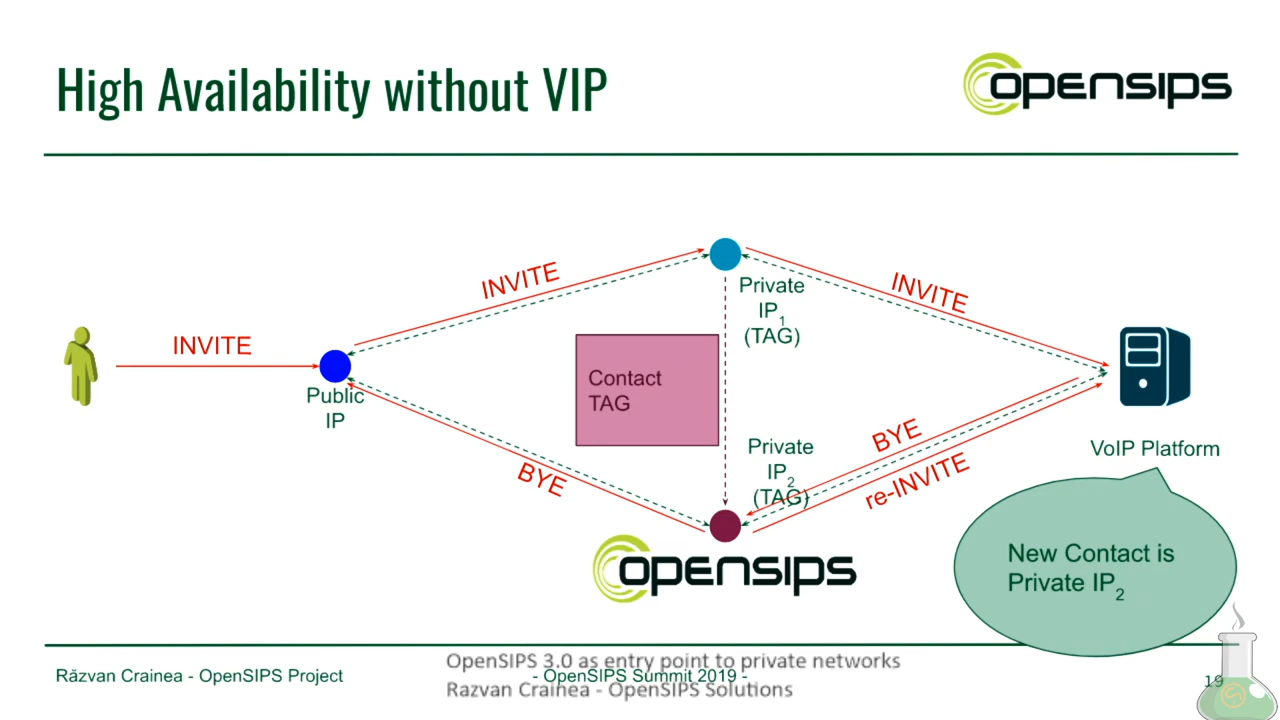 High Availability without VIP
opensips
INVITE
INVITE
INVITE
Private
IP1
(TAG)
Public
IP
Contact
TAG
Private
IP2
(TAG)
BYE
BYE
re-INVITE
VoIP Platform
opensips
New Contact is
Private IP2
Răzvan Crainea - OpenSIPS Project
- OpenSIPS Summit 2019 -
19
OpenSIPS 3.0 as entry point to private networks
Razvan Crainea - OpenSIPS Solutions